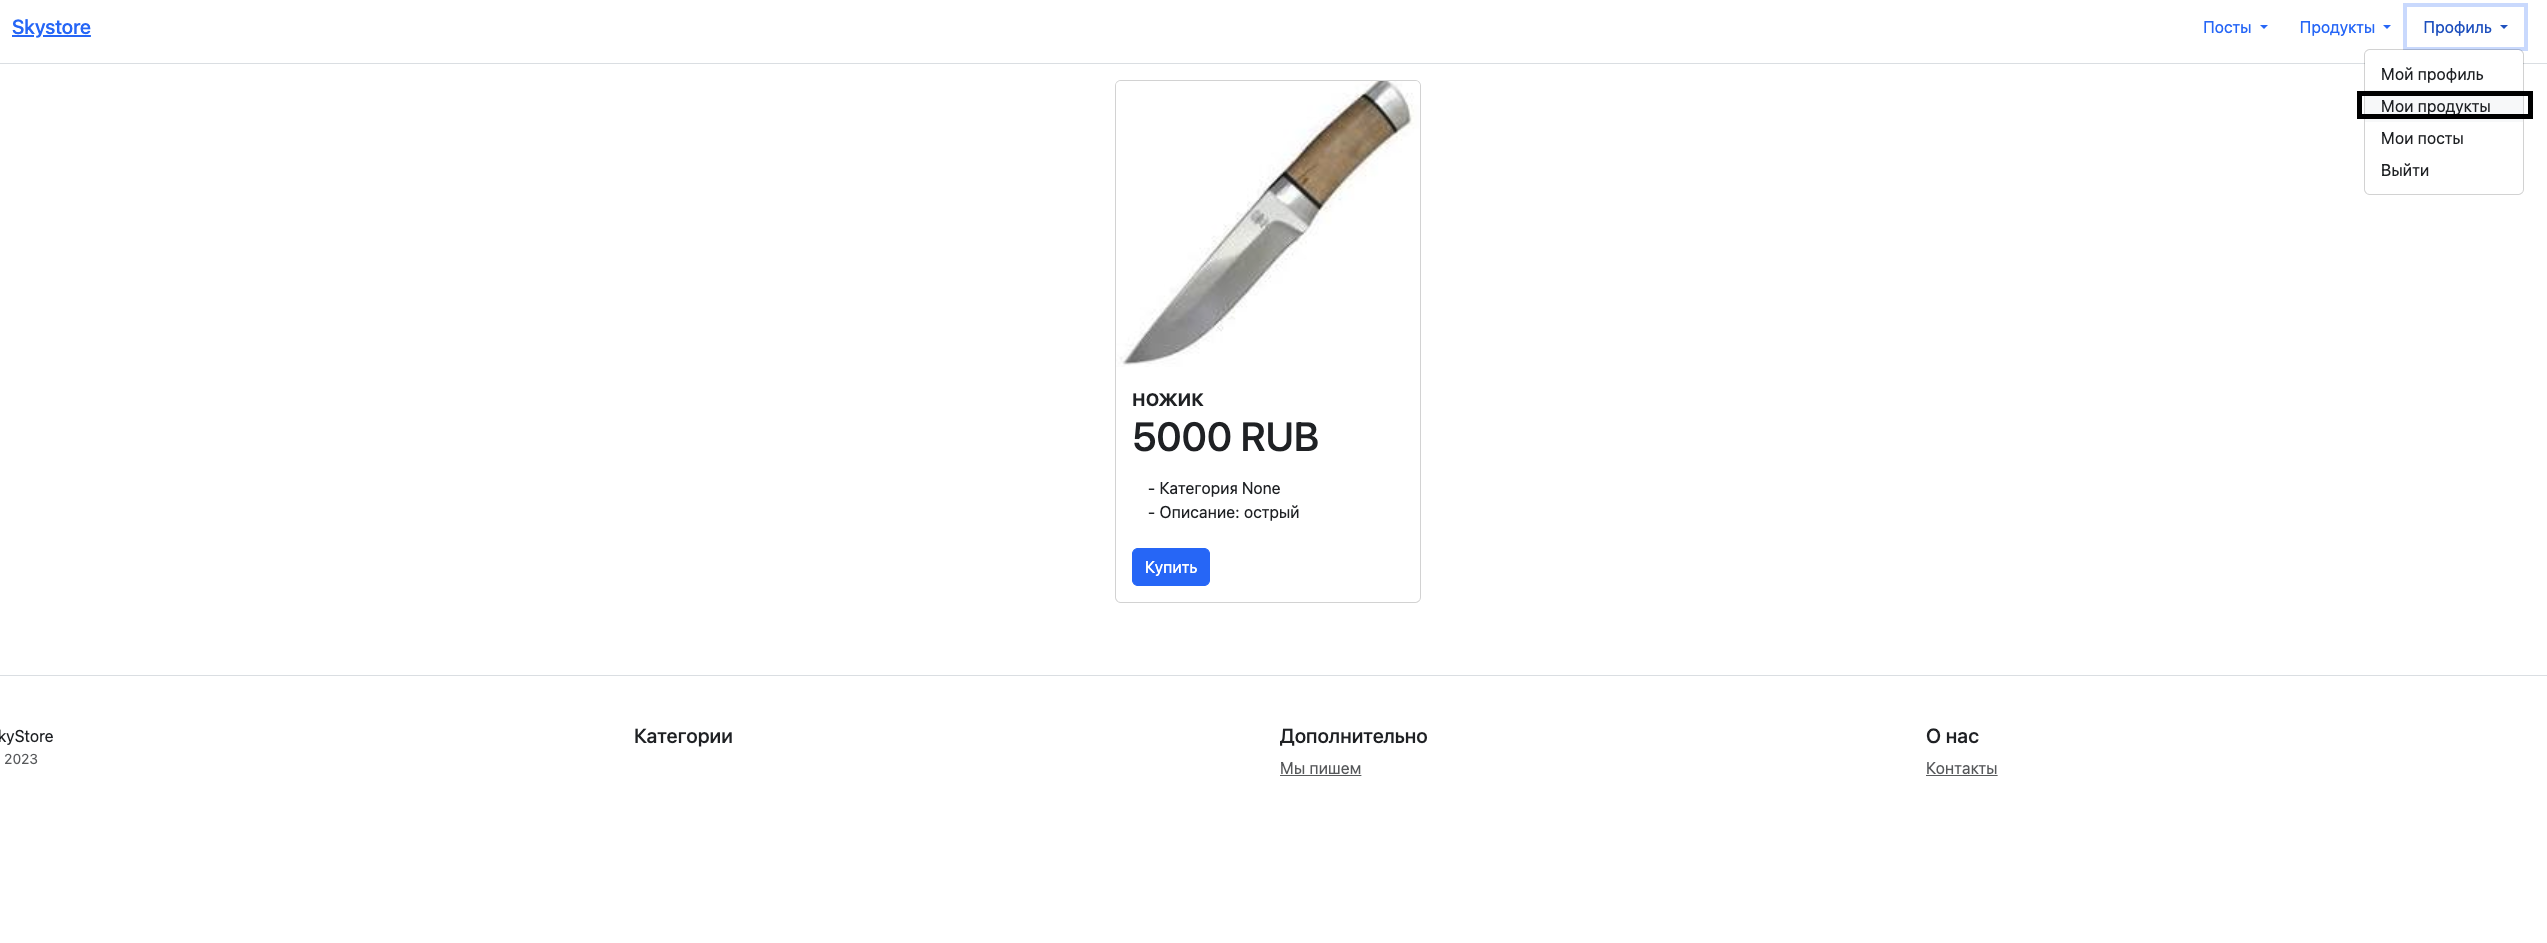 Skystore
Посты
Продукты
Профиль
Мой профиль
Мои продукты
Мои посты
Выйти
ножик
5000 RUB
- Категория None
- Описание: острый
Купить
kyStore
2023
Категории
Дополнительно
Мы пишем
О нас
Контакты